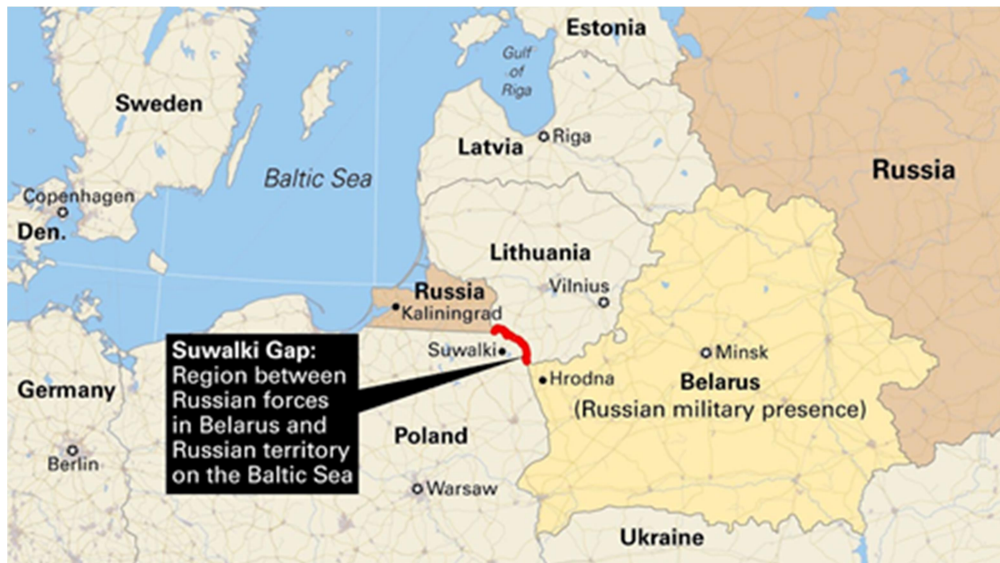 Estonia
Gulf
of
Riga
Sweden
Riga
Latvia
Russia
Baltic Sea
Copenhagen
Den.
Lithuania
Vilnius
Russia
Kaliningrad
Suwalki Gap:
Region between
Russian forces
in Belarus and
Russian territory
on the Baltic Sea
Suwalki
Minsk
Hrodna
Belarus
(Russian military presence)
Germany
Berlin
Poland
Warsaw
Ukraine